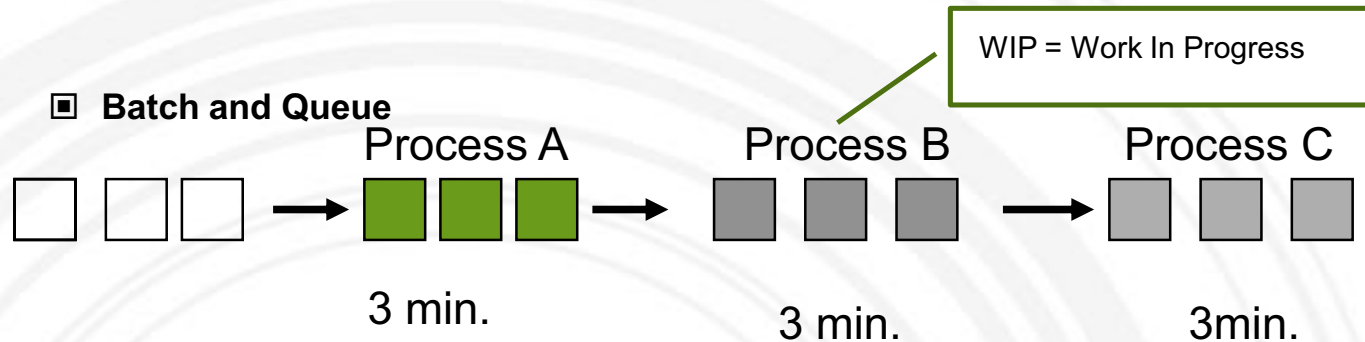 WIP = Work In Progress
Batch and Queue
Process A
Process B
Process C
3 min.
3 min.
3min.